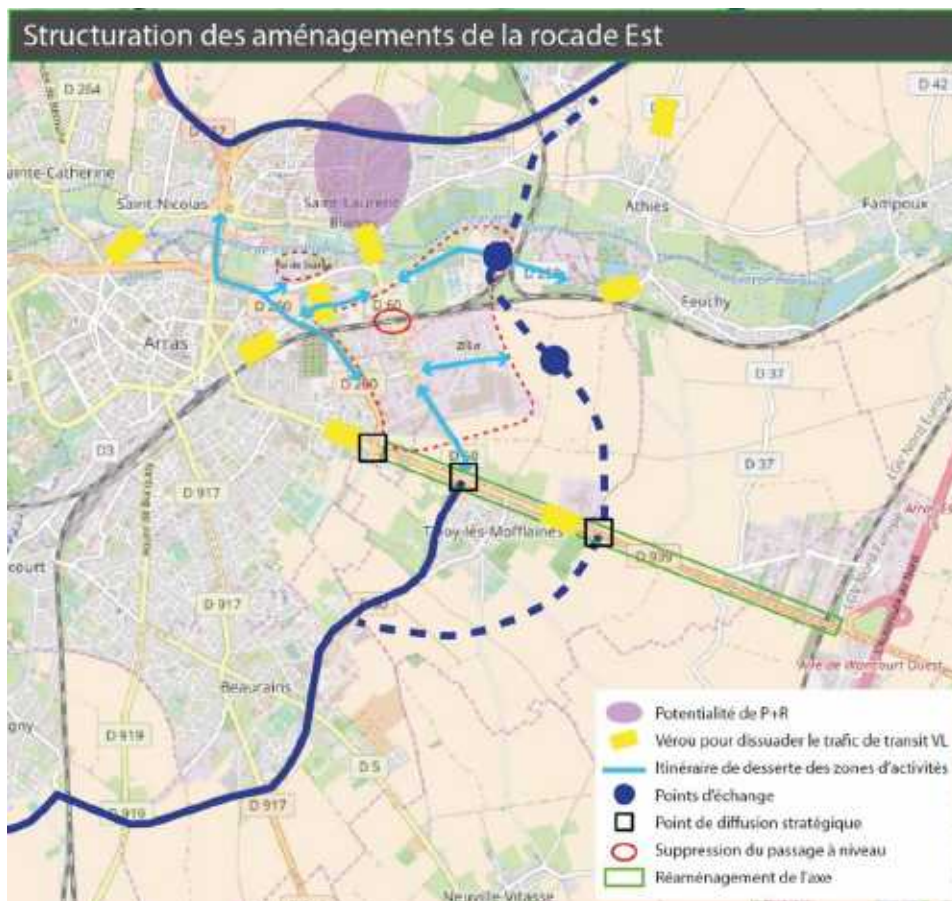 Structuration des aménagements de la rocade Est
D 264
D 42
Sainte-Catherine
Saint-Nicolas
Saint-Laurent
Athies
Fampoux
D 260
D 60
Feuchy
Arras
D 260
D 37
D3
D 60
D 37
D 917
Tilloy-lés-Mofflaines
D 939
D 917
Beaurains
D 919
D 5
D 919
D 917
Neuville-Vitasse
Potentialité de P+R
Vérou pour dissuader le trafic de transit VL
Itinéraire de desserte des zones d'activités
Points d'échange
Point de diffusion stratégique
Suppression du passage à niveau
Réaménagement de l'axe